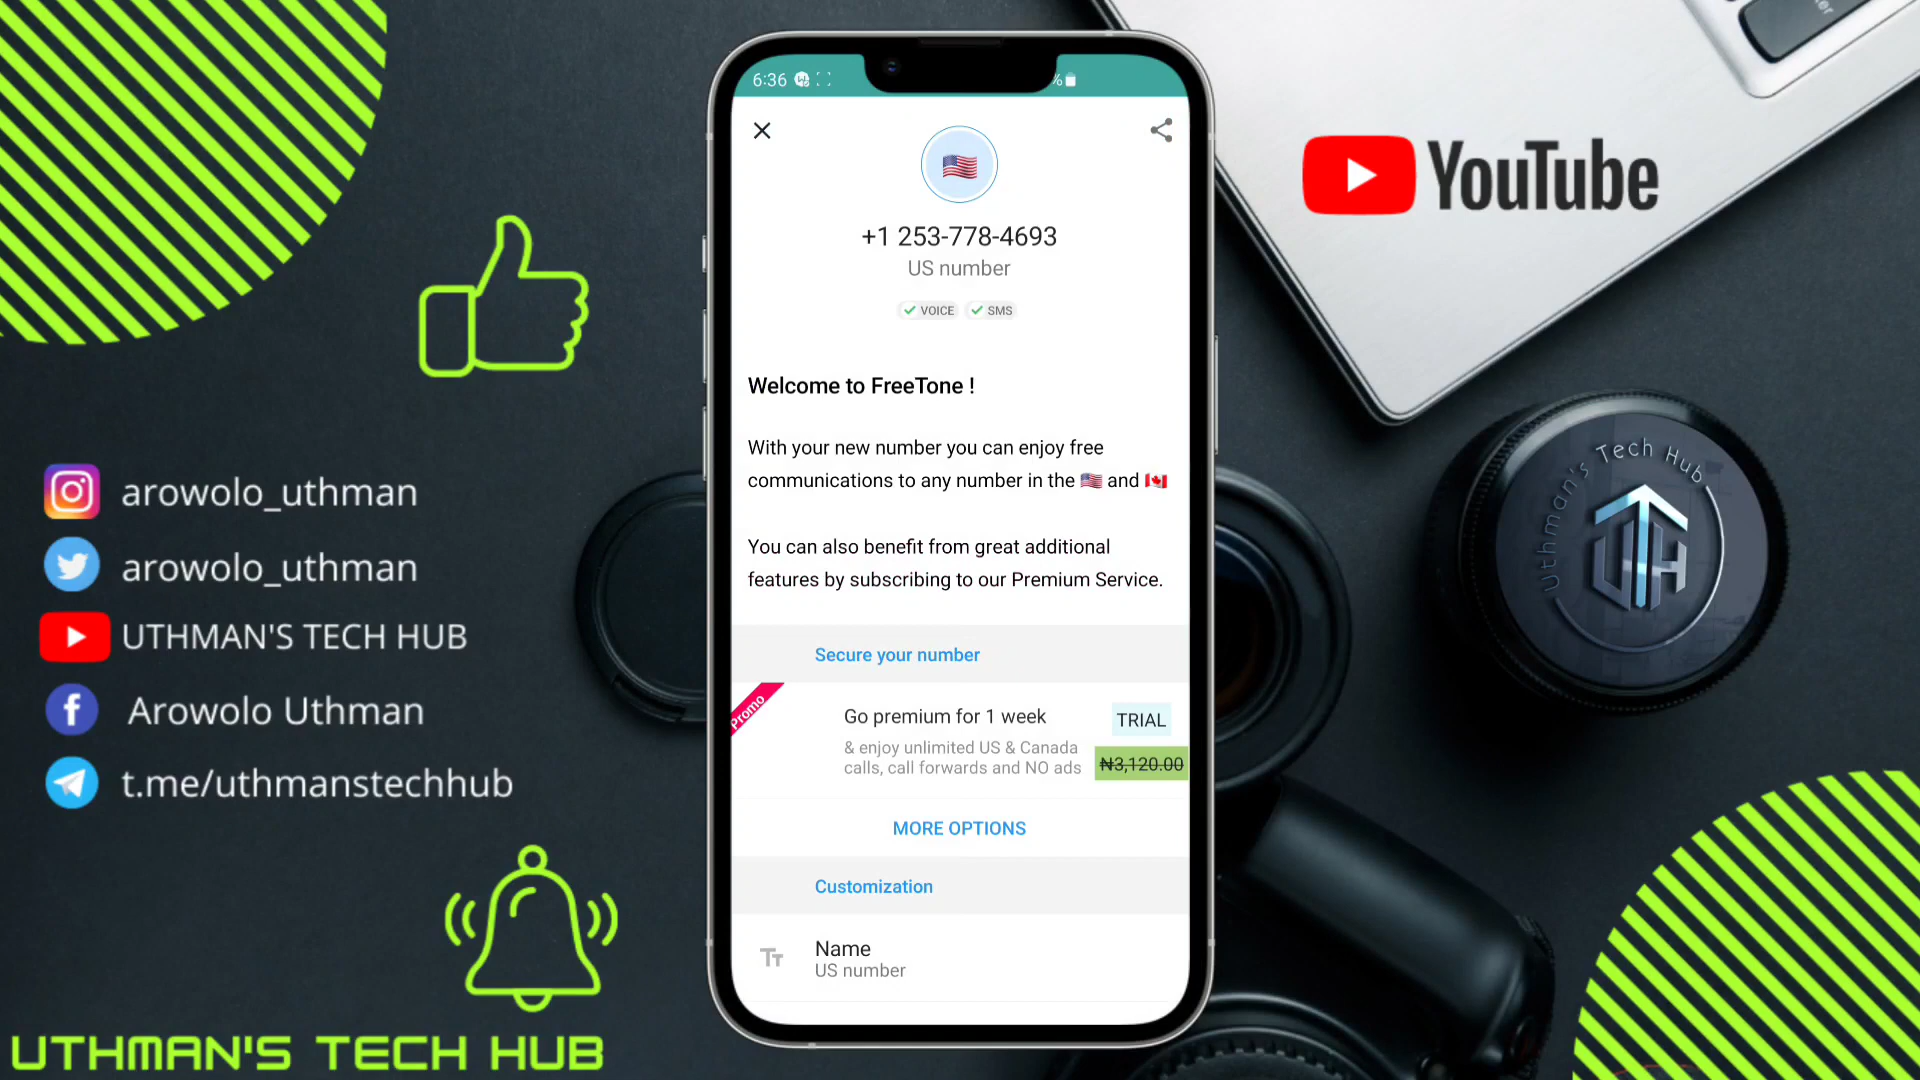 6:36
%
+1 253-778-4693
US number
VOICE
SMS
Welcome to FreeTone !
With your new number you can enjoy free
communications to any number in the 🇺🇸 and 🇨🇦
You can also benefit from great additional
features by subscribing to our Premium Service.
Secure your number
Promo
Go premium for 1 week
TRIAL
& enjoy unlimited US & Canada
calls, call forwards and NO ads
₦3,120.00
MORE OPTIONS
Customization
Name
US number
arowolo_uthman
arowolo_uthman
UTHMAN'S TECH HUB
Arowolo Uthman
t.me/uthmanstechhub
UTHMAN'S TECH HUB
YouTube
Uthman's Tech Hub
UTH